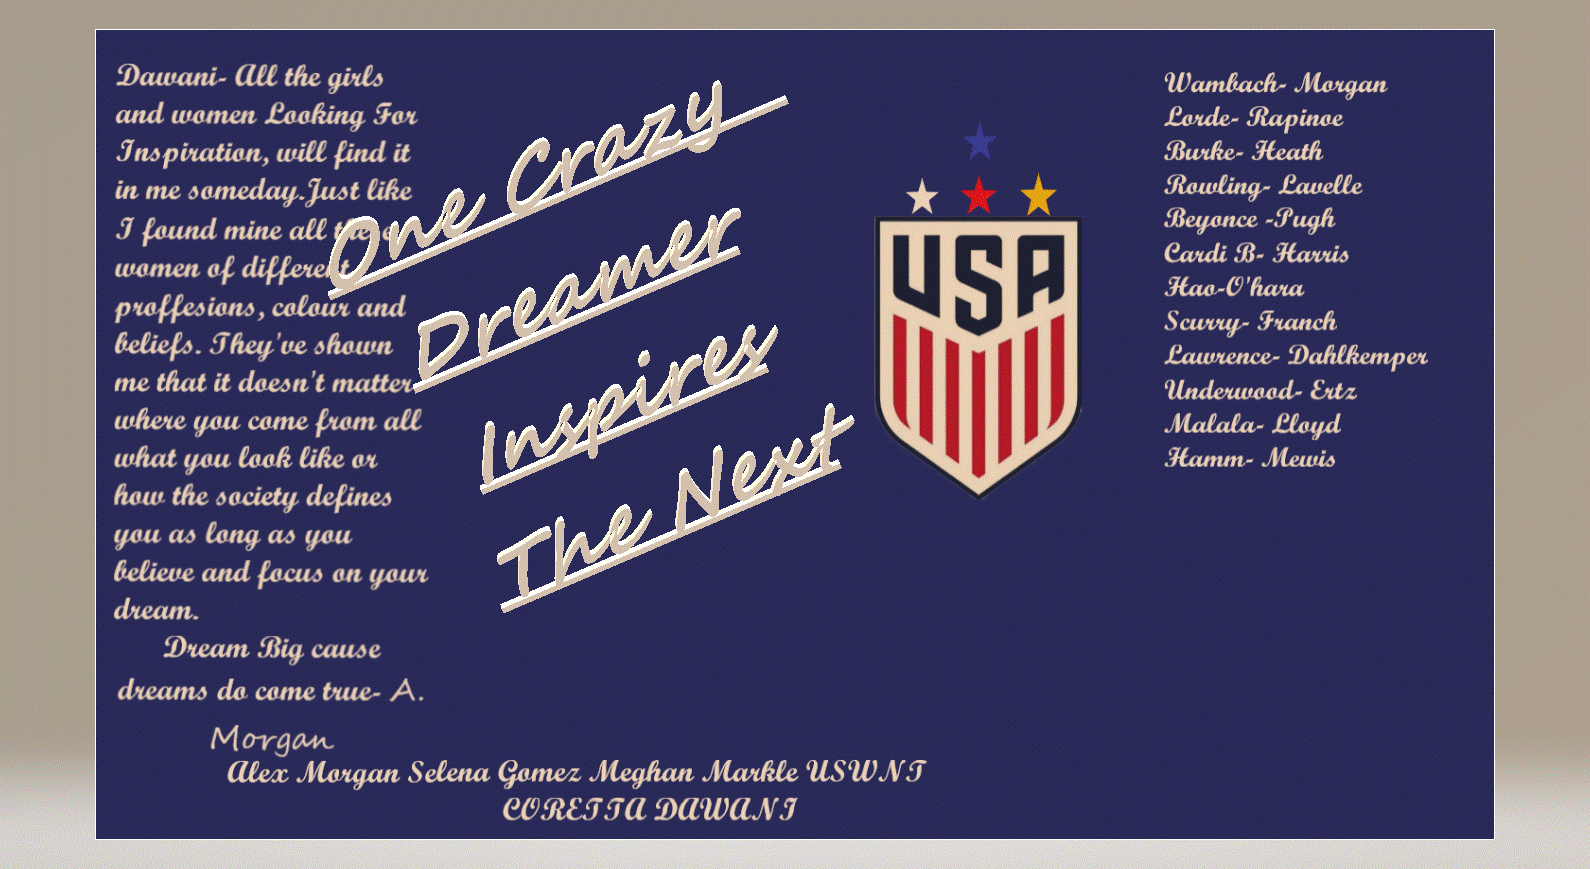 Dawani- All the girls
and women Looking For
Inspiration, will find it
in me someday.Just like
I found mine all these
women of different
proffesions, colour and
beliefs. They've shown
me that it doesn't matter
where you come from all
what you look like or
how the society defines
you as long as you
believe and focus on your
dream.
Dream Big cause
dreams do come true- A.
Morgan
One Crazy
Dreamer
Inspires
The Next
USA
Wambach- Morgan
Lorde- Rapinoe
Burke- Heath
Rowling- Lavelle
Beyonce -Pugh
Cardi B- Harris
Hao-O'hara
Scurry- Franch
Lawrence- Dahlkemper
Underwood- Ertz
Malala- Lloyd
Hamm- Mewis
Alex Morgan Selena Gomez Meghan Markle USWNT
CORETTA DAWANI